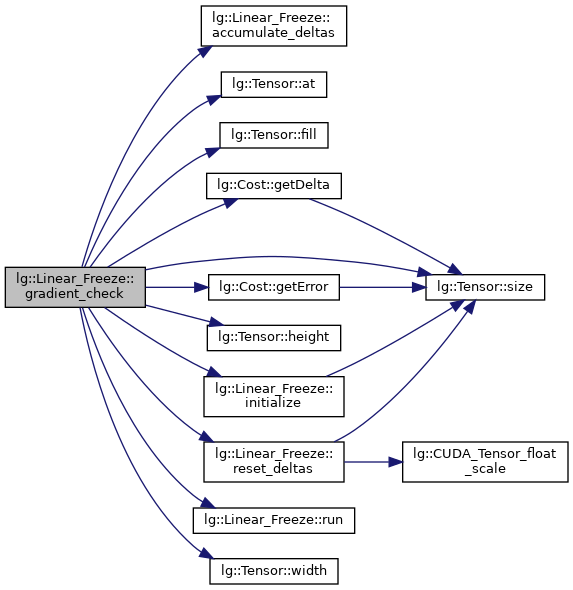 lg::Linear_Freeze::
accumulate_deltas
lg::Tensor::at
lg::Tensor::fill
lg::Cost::getDelta
lg::Linear_Freeze::
gradient_check
lg::Cost::getError
lg::Tensor::size
lg::Tensor::height
lg::Linear_Freeze::
initialize
lg::Linear_Freeze::
reset_deltas
lg::CUDA_Tensor_float
_scale
lg::Linear_Freeze::run
lg::Tensor::width